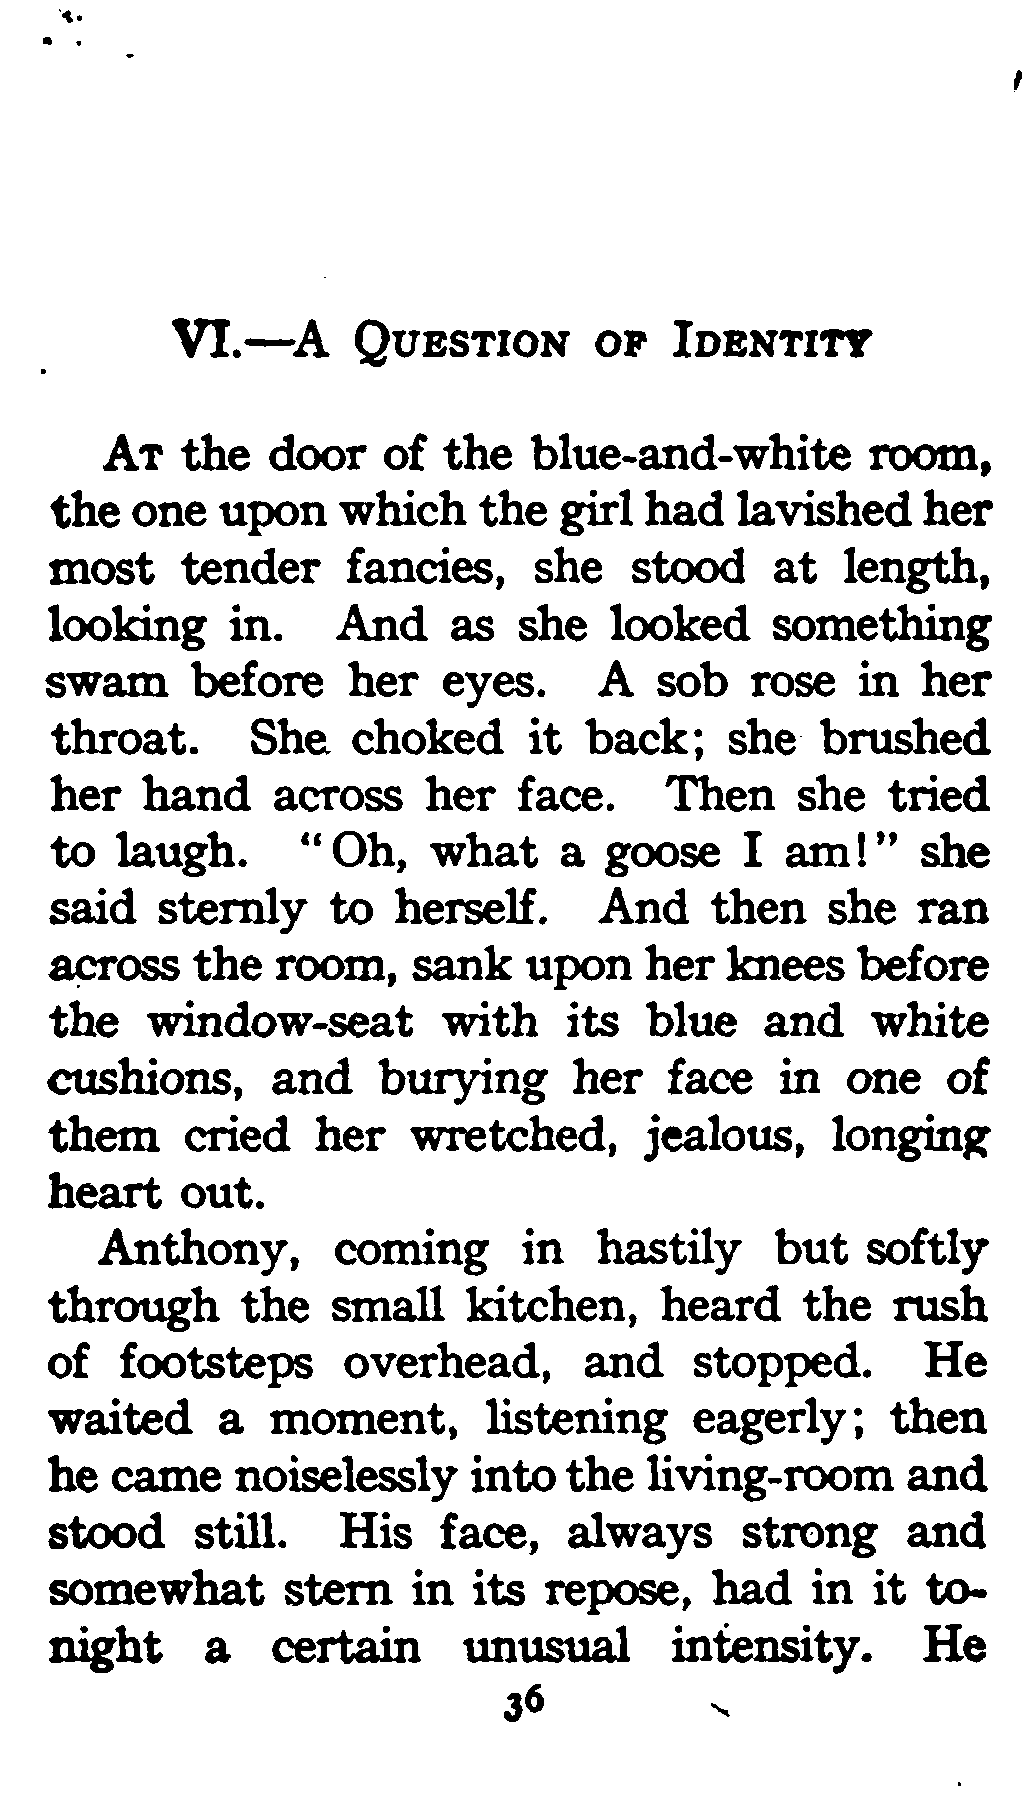 VI.—A Question of Identity
At the door of the blue-and-white room,
the one upon which the girl had lavished her
most tender fancies, she stood at length,
looking in. And as she looked something
swam before her eyes. A sob rose in her
throat. She choked it back; she brushed
her hand across her face. Then she tried
to laugh. "Oh, what a goose I am!" she
said sternly to herself. And then she ran
across the room, sank upon her knees before
the window-seat with its blue and white
cushions, and burying her face in one of
them cried her wretched, jealous, longing
heart out.
Anthony, coming in hastily but softly
through the small kitchen, heard the rush
of footsteps overhead, and stopped. He
waited a moment, listening eagerly; then
he came noiselessly into the living-room and
stood still. His face, always strong and
somewhat stern in its repose, had in it to-
night a certain unusual intensity. He
36